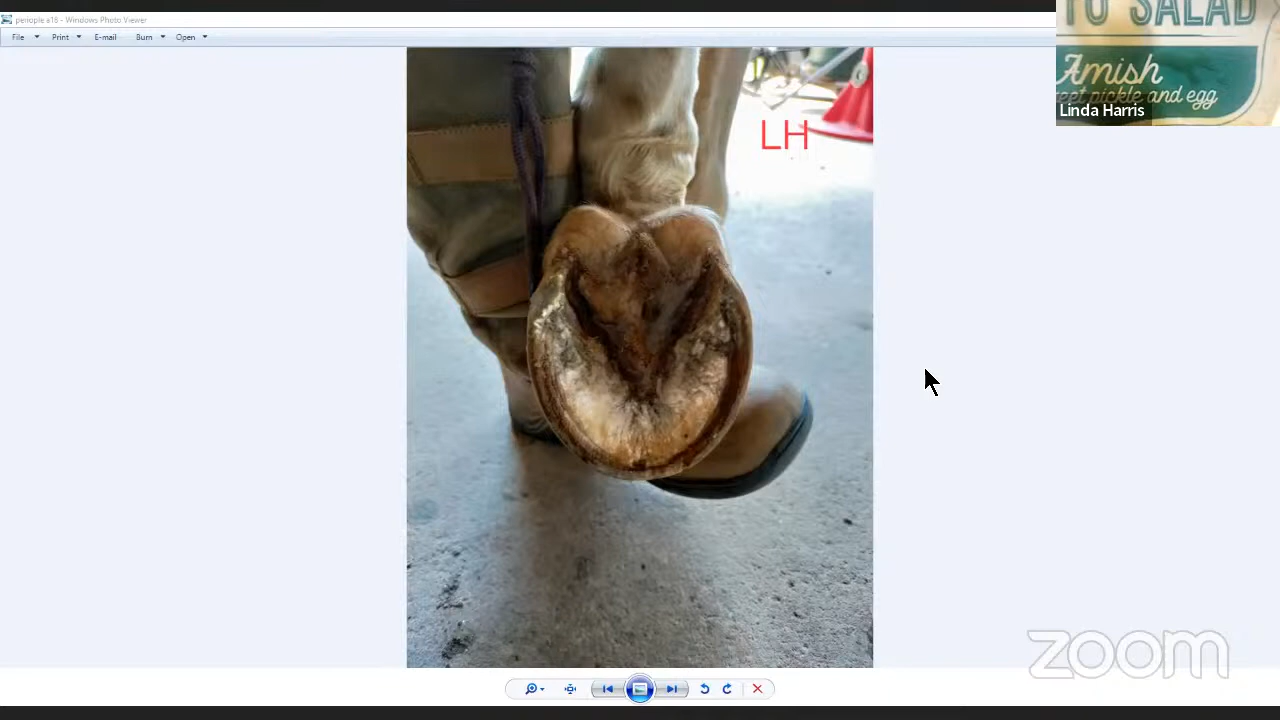 periople a16 - Windows Photo Viewer
File
Print
E-mail
Burn
Open
TO SALAD
Amish
pickle and egg
Linda Harris
LH
zoom